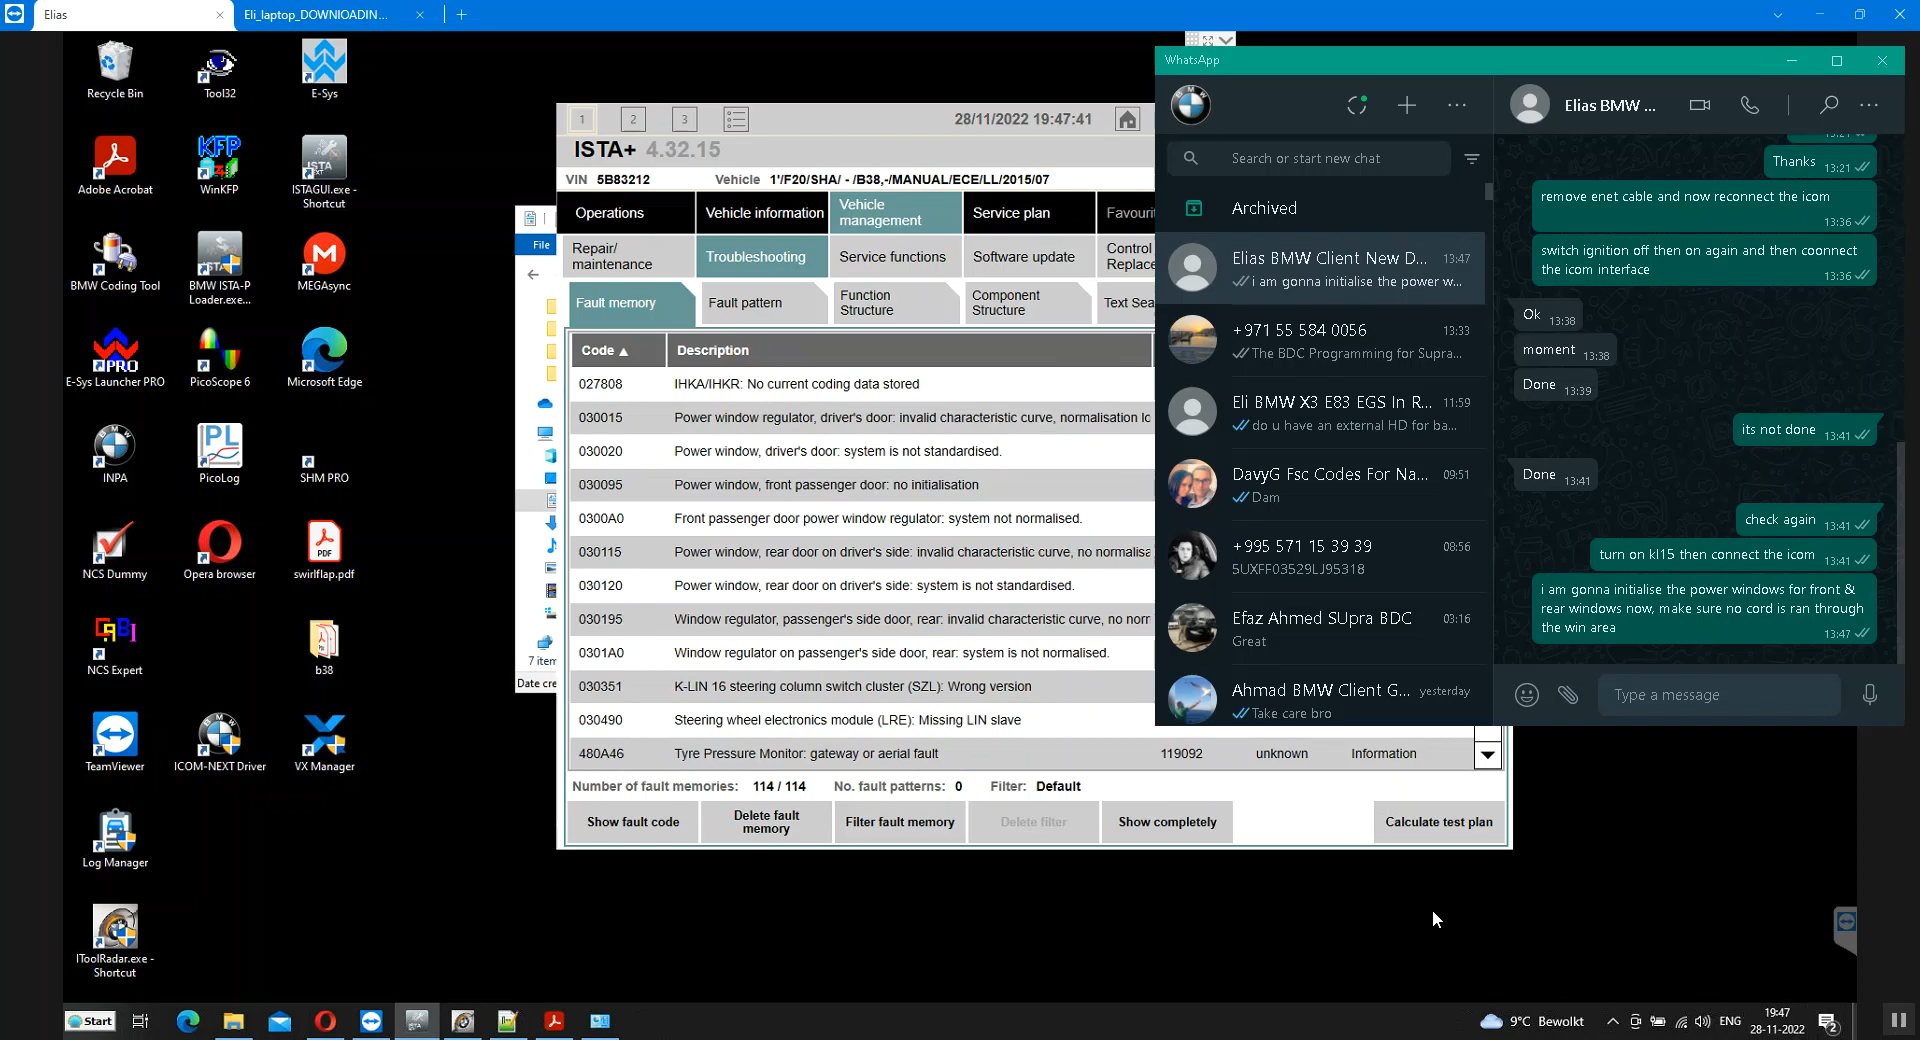 Elias
Eli_laptop_DOWNlOADIN...
Recycle Bin
Tool32
E-Sys
Adobe Acrobat
WinKFP
ISTAGUI.exe -
Shortcut
BMW Coding Tool
BMW ISTA-P
Loader.exe...
MEGAsync
E-Sys Launcher PRO
PicoScope 6
Microsoft Edge
INPA
PicoLog
SHM PRO
NCS Dummy
Opera browser
swirlflap.pdf
NCS Expert
b38
TeamViewer
ICOM-NEXT Driver
VX Manager
Log Manager
IToolRadar.exe -
Shortcut
File
7 item
Date cre
1
2
3
28/11/2022 19:47:41
ISTA+ 4.32.15
VIN 5B83212
Vehicle 1'/F20/SHA/ - /B38,-/MANUAL/ECE/LL/2015/07
Operations
Vehicle information
Vehicle
management
Service plan
Favouri
Repair/
maintenance
Troubleshooting
Service functions
Software update
Control
Replace
Fault memory
Fault pattern
Function
Structure
Component
Structure
Text Sea
Code ▲
Description
027808 IHKA/IHKR: No current coding data stored
030015 Power window regulator, driver's door: invalid characteristic curve, normalisation lo
030020 Power window, driver's door: system is not standardised.
030095 Power window, front passenger door: no initialisation
0300A0 Front passenger door power window regulator: system not normalised.
030115 Power window, rear door on driver's side: invalid characteristic curve, no normalisa
030120 Power window, rear door on driver's side: system is not standardised.
030195 Window regulator, passenger's side door, rear: invalid characteristic curve, no norm
0301A0 Window regulator on passenger's side door, rear: system is not normalised.
030351 K-LIN 16 steering column switch cluster (SZL): Wrong version
030490 Steering wheel electronics module (LRE): Missing LIN slave
480A46 Tyre Pressure Monitor: gateway or aerial fault 119092 unknown Information
Number of fault memories: 114 / 114 No. fault patterns: 0 Filter: Default
Show fault code
Delete fault
memory
Filter fault memory
Delete filter
Show completely
Calculate test plan
WhatsApp
Search or start new chat
Archived
Elias BMW Client New D... 13:47
i am gonna initialise the power w...
+971 55 584 0056 13:33
The BDC Programming for Supra...
Eli BMW X3 E83 EGS In R... 11:59
do u have an external HD for ba...
DavyG Fsc Codes For Na... 09:51
Dam
+995 571 15 39 39 08:56
5UXFF03529LJ95318
Efaz Ahmed SUpra BDC 03:16
Great
Ahmad BMW Client G... yesterday
Take care bro
Elias BMW ...
13:21
Thanks 13:21
remove enet cable and now reconnect the icom
13:36
switch ignition off then on again and then coonnect
the icom interface
13:36
Ok 13:38
moment 13:38
Done 13:39
its not done 13:41
Done 13:41
check again 13:41
turn on kl15 then connect the icom 13:41
i am gonna initialise the power windows for front &
rear windows now, make sure no cord is ran through
the win area
13:47
Type a message
Start
9°C Bewolkt
ENG
19:47
28-11-2022
2